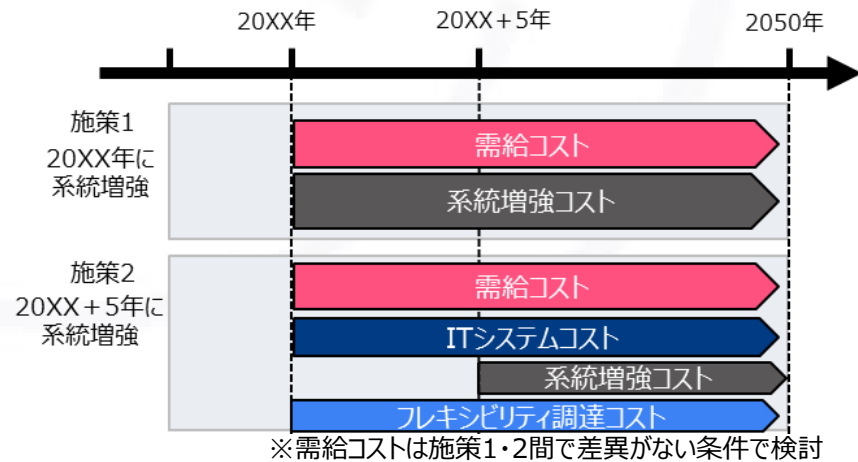 20XX年
20XX+5年
2050年
施策1
20XX年に
系統増強
需給コスト
系統増強コスト
施策2
20XX+5年に
系統増強
需給コスト
ITシステムコスト
系統増強コスト
フレキシビリティ調達コスト
※需給コストは施策1・2間で差異がない条件で検討